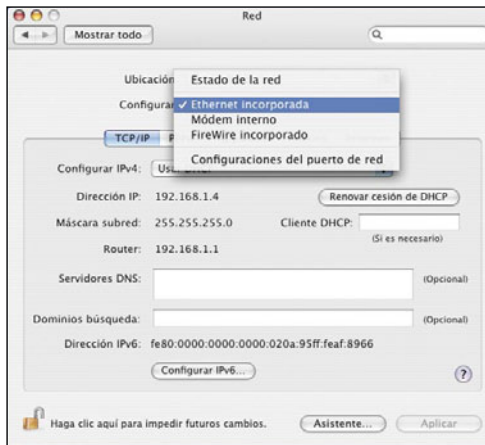 Red
Mostrar todo
Ubicación
Estado de la red
Configurar
✓ Ethernet incorporada
Módem interno
FireWire incorporado
Configuraciones del puerto de red
TCP/IP
Configurar IPv4:
Dirección IP: 192.168.1.4
Renovar cesión de DHCP
Máscara subred: 255.255.255.0
Cliente DHCP:
(Si es necesario)
Router: 192.168.1.1
Servidores DNS:
(Opcional)
Dominios búsqueda:
(Opcional)
Dirección IPv6: fe80:0000:0000:0000:020a:95ff:feaf:8966
Configurar IPv6...
?
Haga clic aquí para impedir futuros cambios.
Asistente...
Aplicar